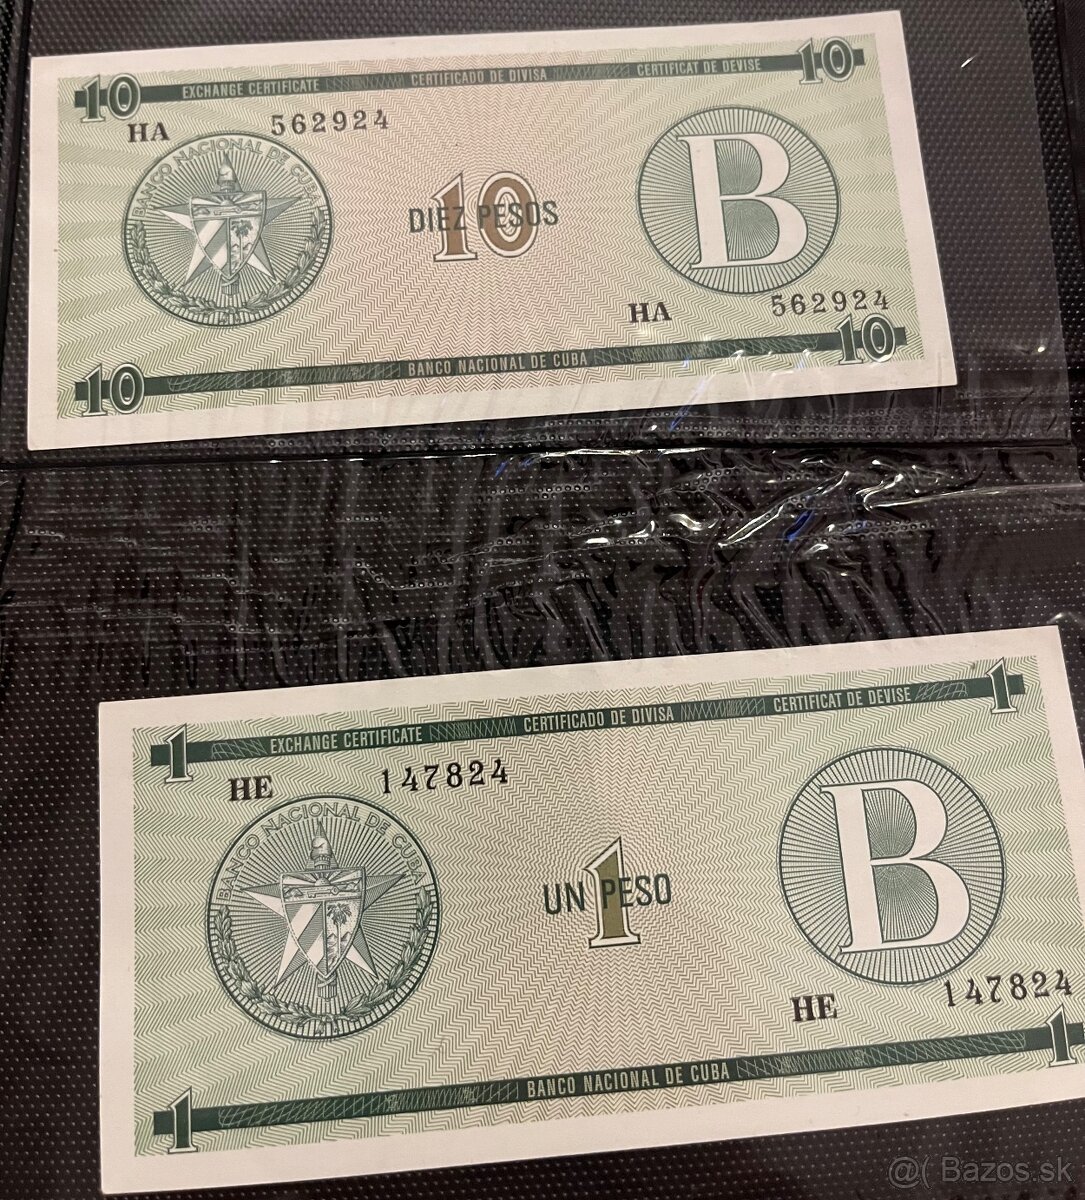 10 EXCHANGE CERTIFICATE CERTIFICADO DE DIVISA CERTIFICAT DE DEVISE 10
HA 562924
BANCO NACIONAL DE CUBA
10
DIEZ PESOS
B
HA 562924
10 BANCO NACIONAL DE CUBA 10
1 EXCHANGE CERTIFICATE CERTIFICADO DE DIVISA CERTIFICAT DE DEVISE 1
HE 147824
BANCO NACIONAL DE CUBA
1
UN PESO
B
HE 147824
1 BANCO NACIONAL DE CUBA 1
@( Bazos.sk